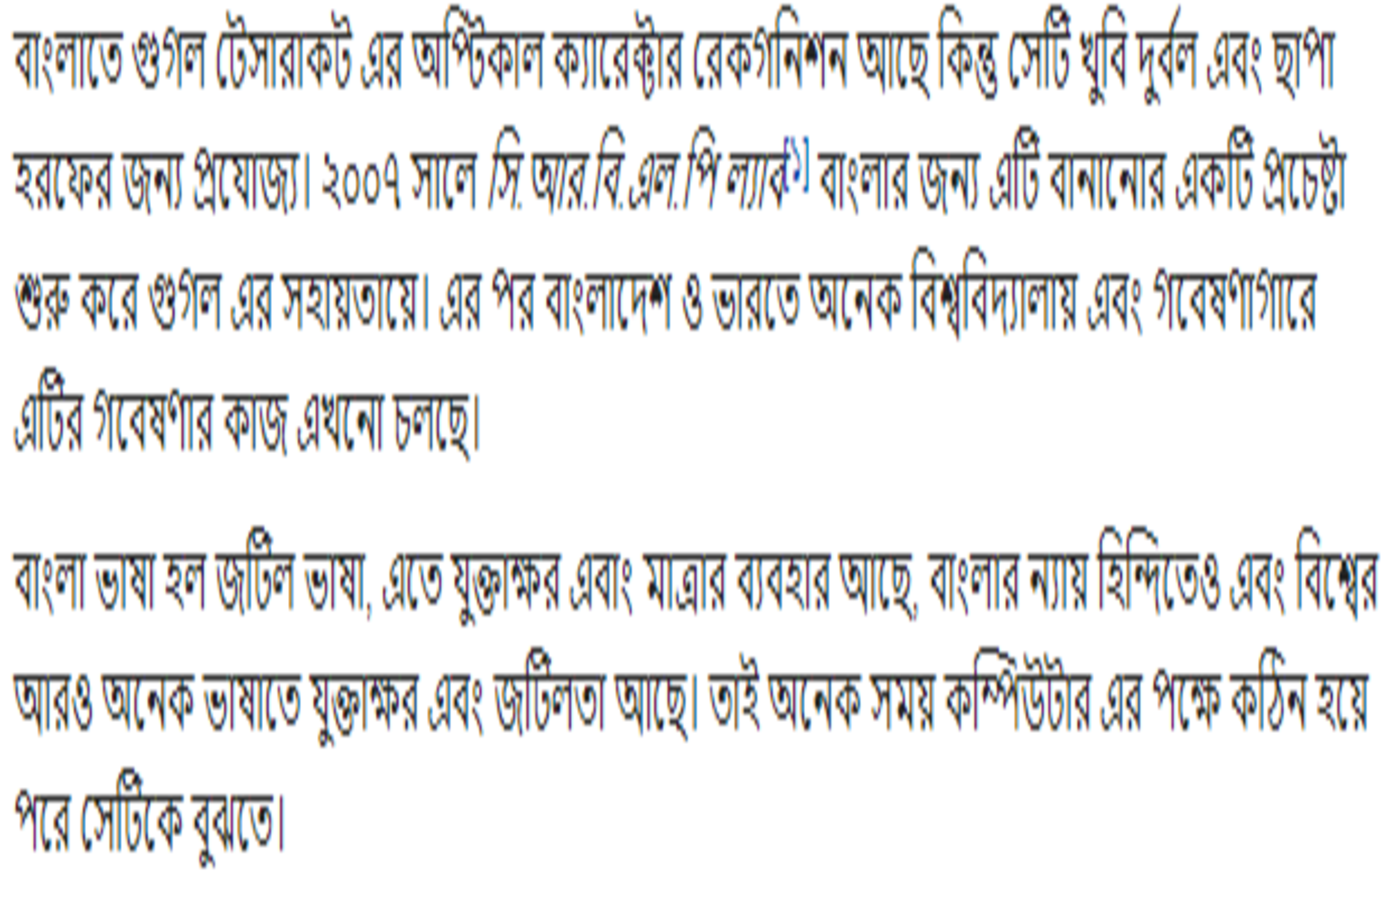 বাংলাতে গুগল টেসারাকট এর অপ্টিকাল ক্যারেক্টার রেকগনিশন আছে কিন্তু সেটি খুবি দুর্বল এবং ছাপা
হরফের জন্য প্রযোজ্য। ২০০৭ সালে সি.আর.বি.এল.পি ল্যাব[১] বাংলার জন্য এটি বানানোর একটি প্রচেষ্টা
শুরু করে গুগল এর সহায়তায়ে। এর পর বাংলাদেশ ও ভারতে অনেক বিশ্ববিদ্যালায় এবং গবেষণাগারে
এটির গবেষণার কাজ এখনো চলছে।
বাংলা ভাষা হল জটিল ভাষা, এতে যুক্তাক্ষর এবাং মাত্রার ব্যবহার আছে, বাংলার ন্যায় হিন্দিতেও এবং বিশ্বের
আরও অনেক ভাষাতে যুক্তাক্ষর এবং জটিলতা আছে। তাই অনেক সময় কম্পিউটার এর পক্ষে কঠিন হয়ে
পরে সেটিকে বুঝতে।